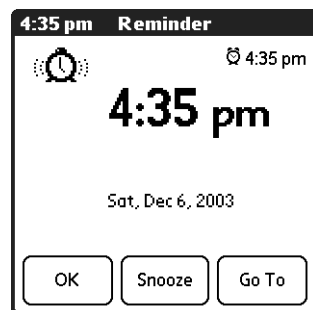 4:35 pm Reminder
4:35 pm
4:35 pm
Sat, Dec 6, 2003
OK Snooze Go To